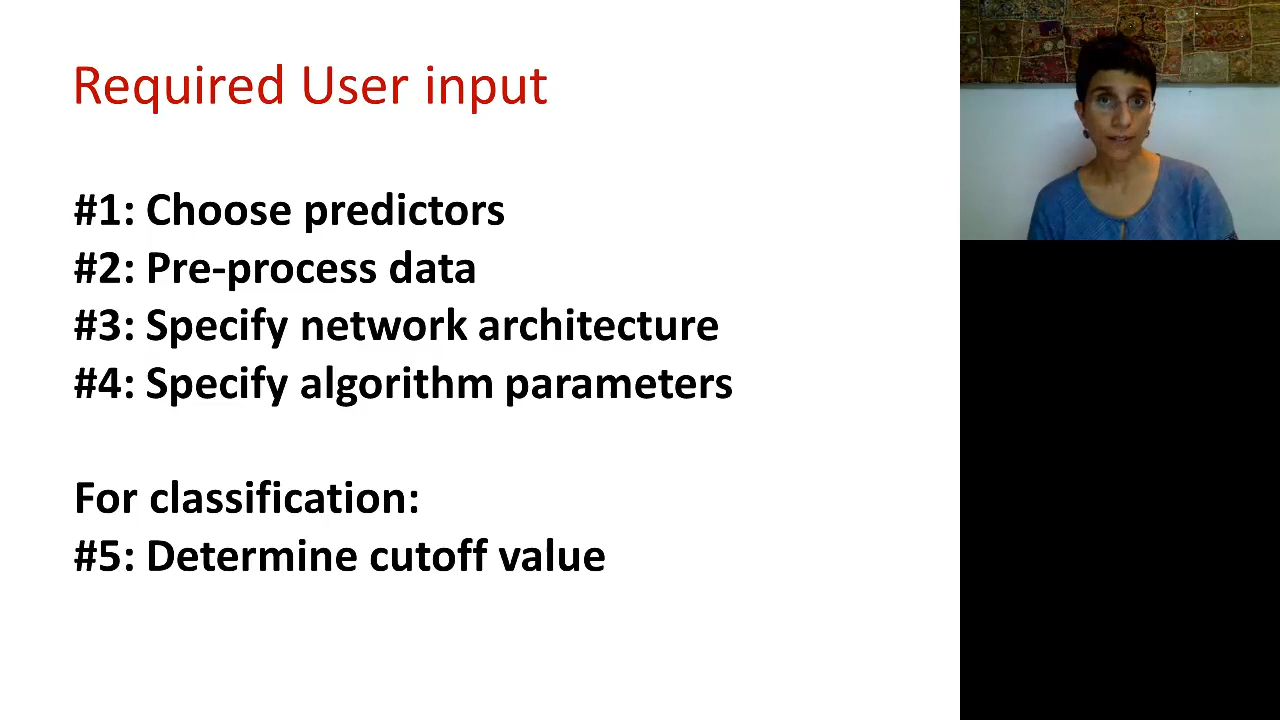 Required User input
#1: Choose predictors
#2: Pre-process data
#3: Specify network architecture
#4: Specify algorithm parameters
For classification:
#5: Determine cutoff value